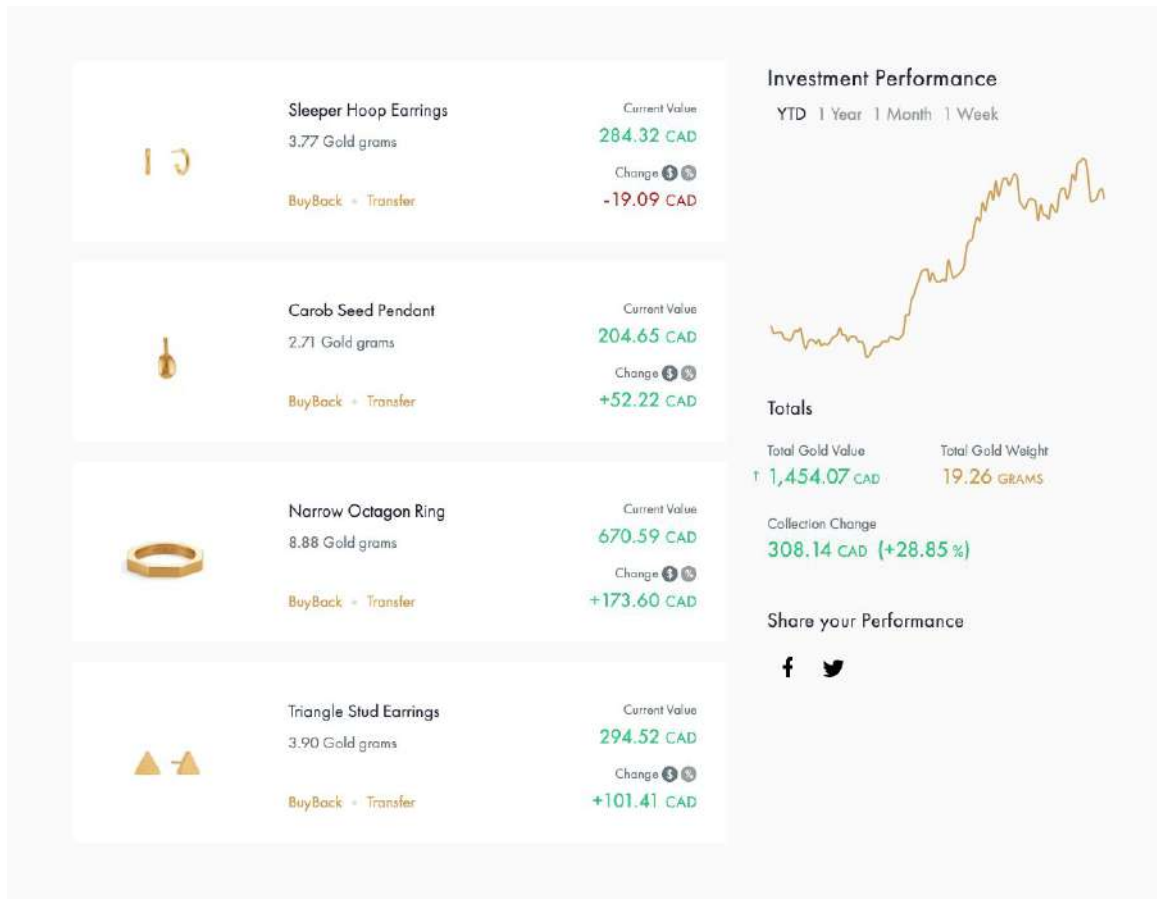 Sleeper Hoop Earrings
3.77 Gold grams
BuyBack • Transfer
Current Value
284.32 CAD
Change $ %
-19.09 CAD
Carob Seed Pendant
2.71 Gold grams
BuyBack • Transfer
Current Value
204.65 CAD
Change $ %
+52.22 CAD
Narrow Octagon Ring
8.88 Gold grams
BuyBack • Transfer
Current Value
670.59 CAD
Change $ %
+173.60 CAD
Triangle Stud Earrings
3.90 Gold grams
BuyBack • Transfer
Current Value
294.52 CAD
Change $ %
+101.41 CAD
Investment Performance
YTD 1 Year 1 Month 1 Week
Totals
Total Gold Value
↑ 1,454.07 CAD
Total Gold Weight
19.26 GRAMS
Collection Change
308.14 CAD (+28.85 %)
Share your Performance